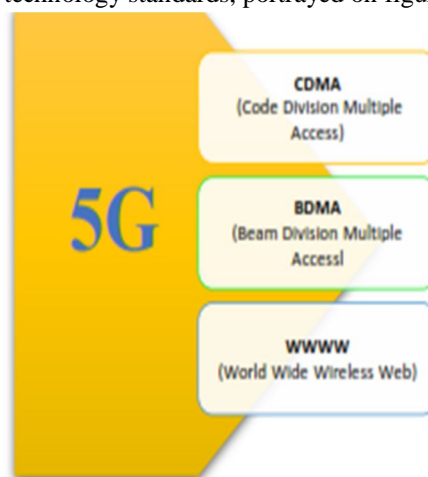 technology standards, portrayed on figu
5G
CDMA
(Code Division Multiple
Access)
BDMA
(Beam Division Multiple
Accessl
WWWW
(World Wide Wireless Web)